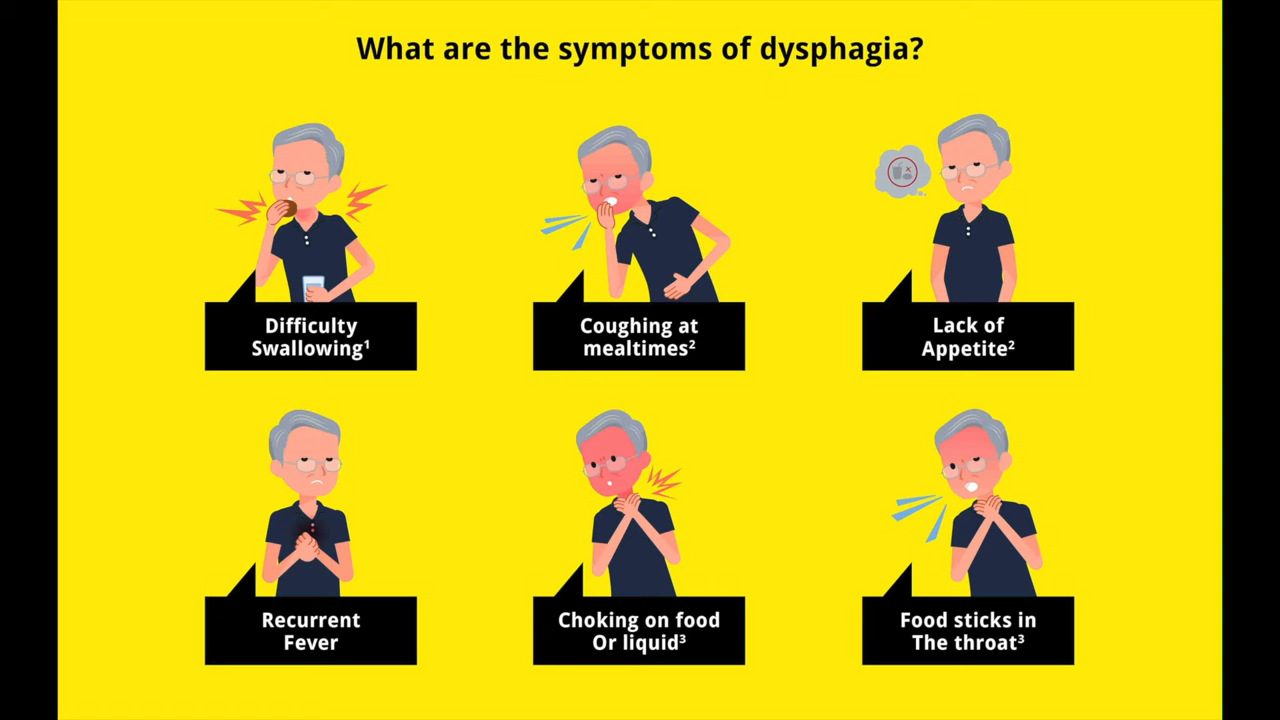 What are the symptoms of dysphagia?
Difficulty
Swallowing¹
Coughing at
mealtimes²
Lack of
Appetite²
Recurrent
Fever
Choking on food
Or liquid³
Food sticks in
The throat³